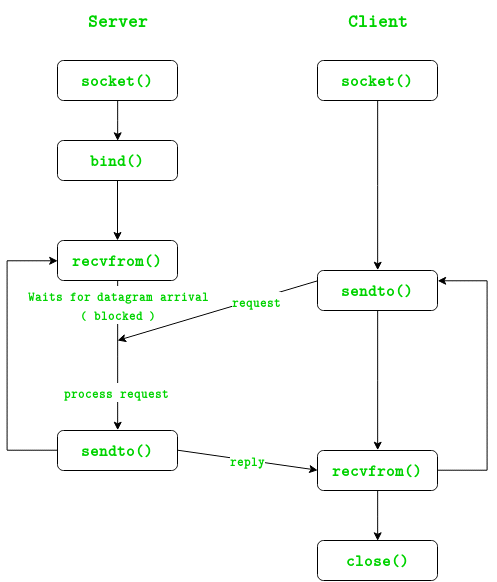 Server
Client
socket()
socket()
bind()
recvfrom()
Waits for datagram arrival
( blocked )
request
sendto()
process request
sendto()
reply
recvfrom()
close()